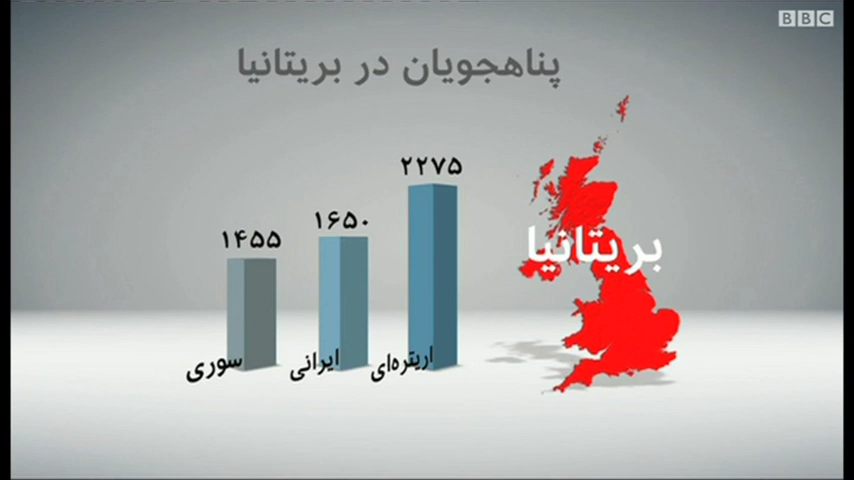 BBC
پناهجویان در بریتانیا
۲۲۷۵
۱۶۵۰
۱۴۵۵
بریتانیا
اریتره‌ای
ایرانی
سوری